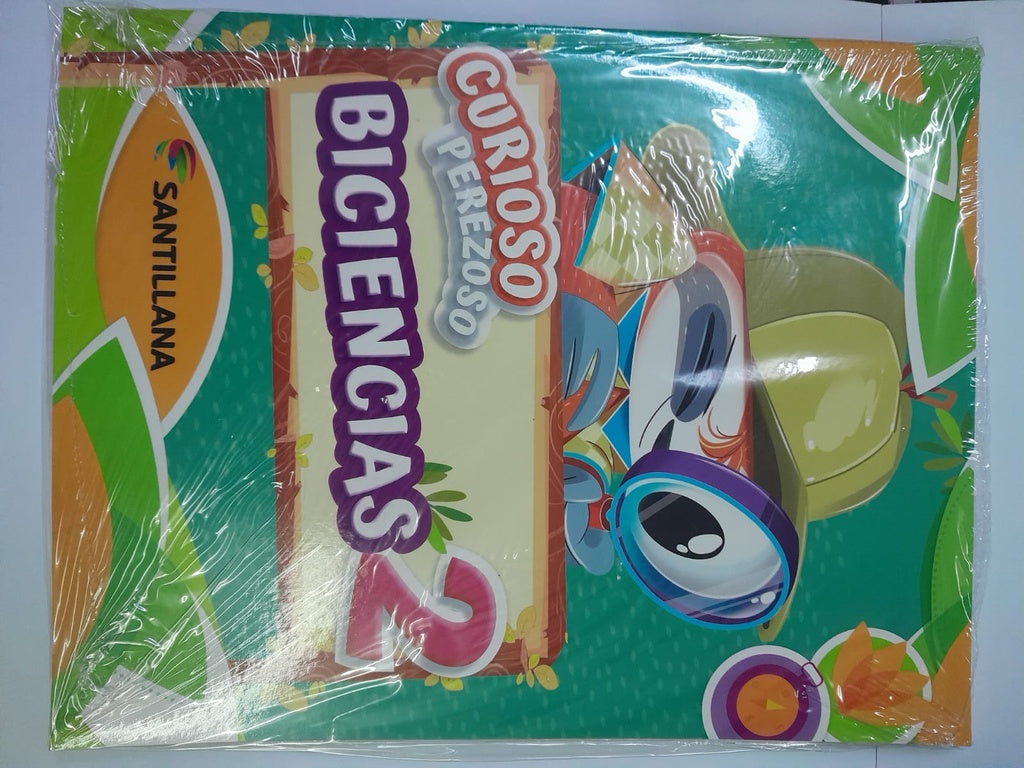 CURIOSO
PEREZOSO
BICIENCIAS 2
SANTILLANA